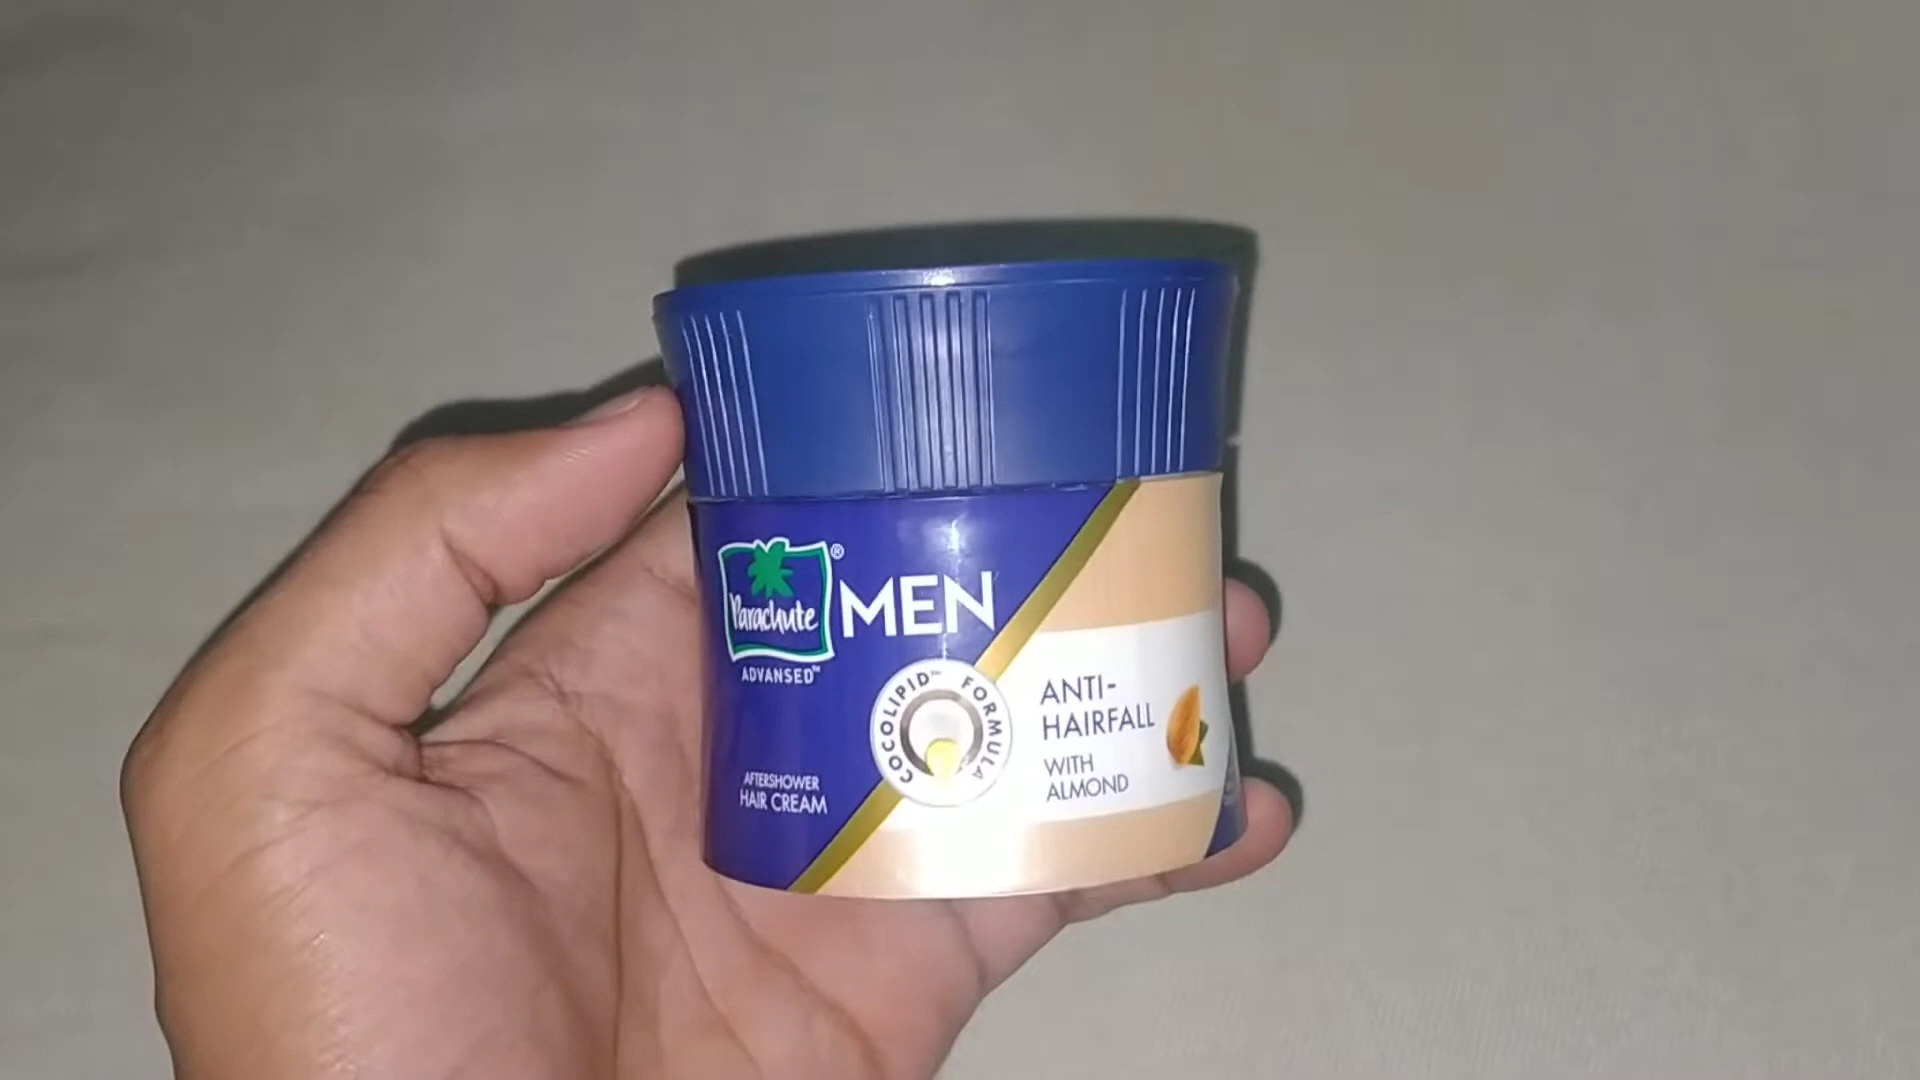 Parachute® MEN
ADVANSED™
COCOLIPID™ FORMULA
AFTERSHOWER
HAIR CREAM
ANTI-
HAIRFALL
WITH
ALMOND